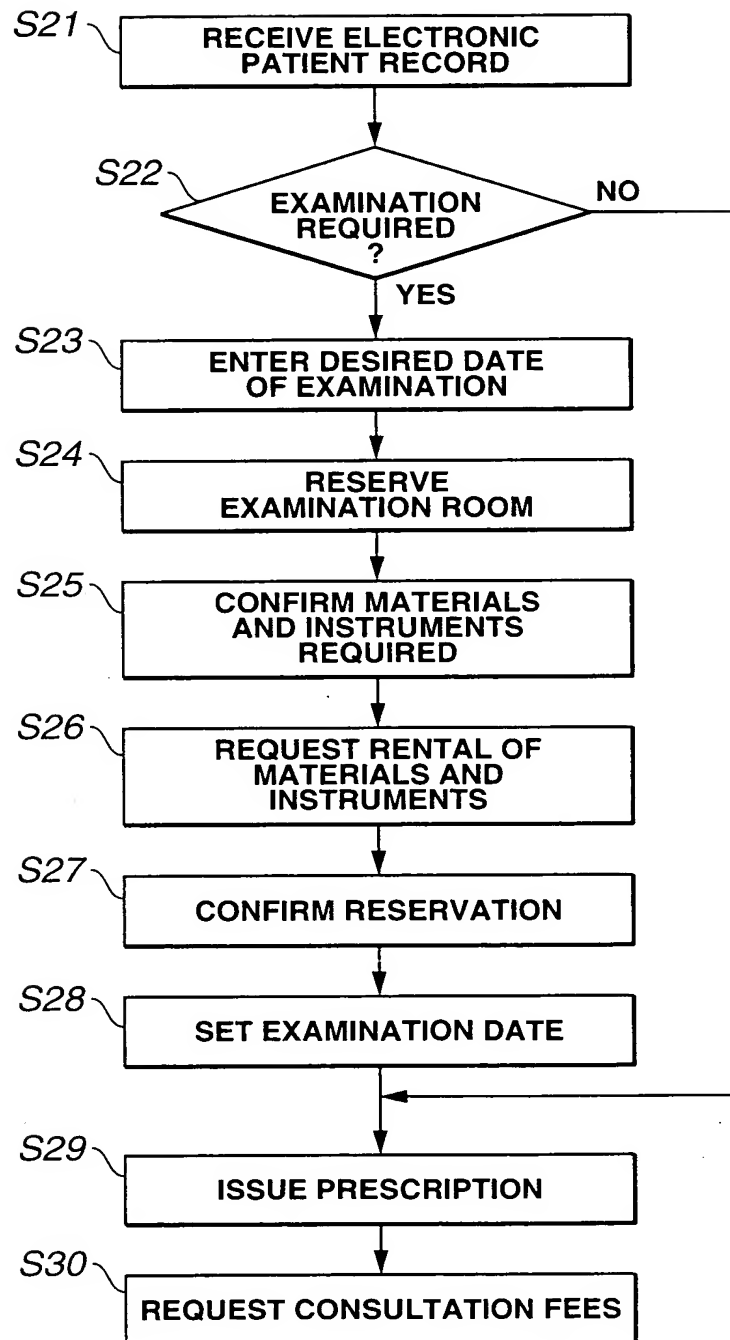 S21
RECEIVE ELECTRONIC
PATIENT RECORD
S22
EXAMINATION
REQUIRED
?
NO
YES
S23
ENTER DESIRED DATE
OF EXAMINATION
S24
RESERVE
EXAMINATION ROOM
S25
CONFIRM MATERIALS
AND INSTRUMENTS
REQUIRED
S26
REQUEST RENTAL OF
MATERIALS AND
INSTRUMENTS
S27
CONFIRM RESERVATION
S28
SET EXAMINATION DATE
S29
ISSUE PRESCRIPTION
S30
REQUEST CONSULTATION FEES